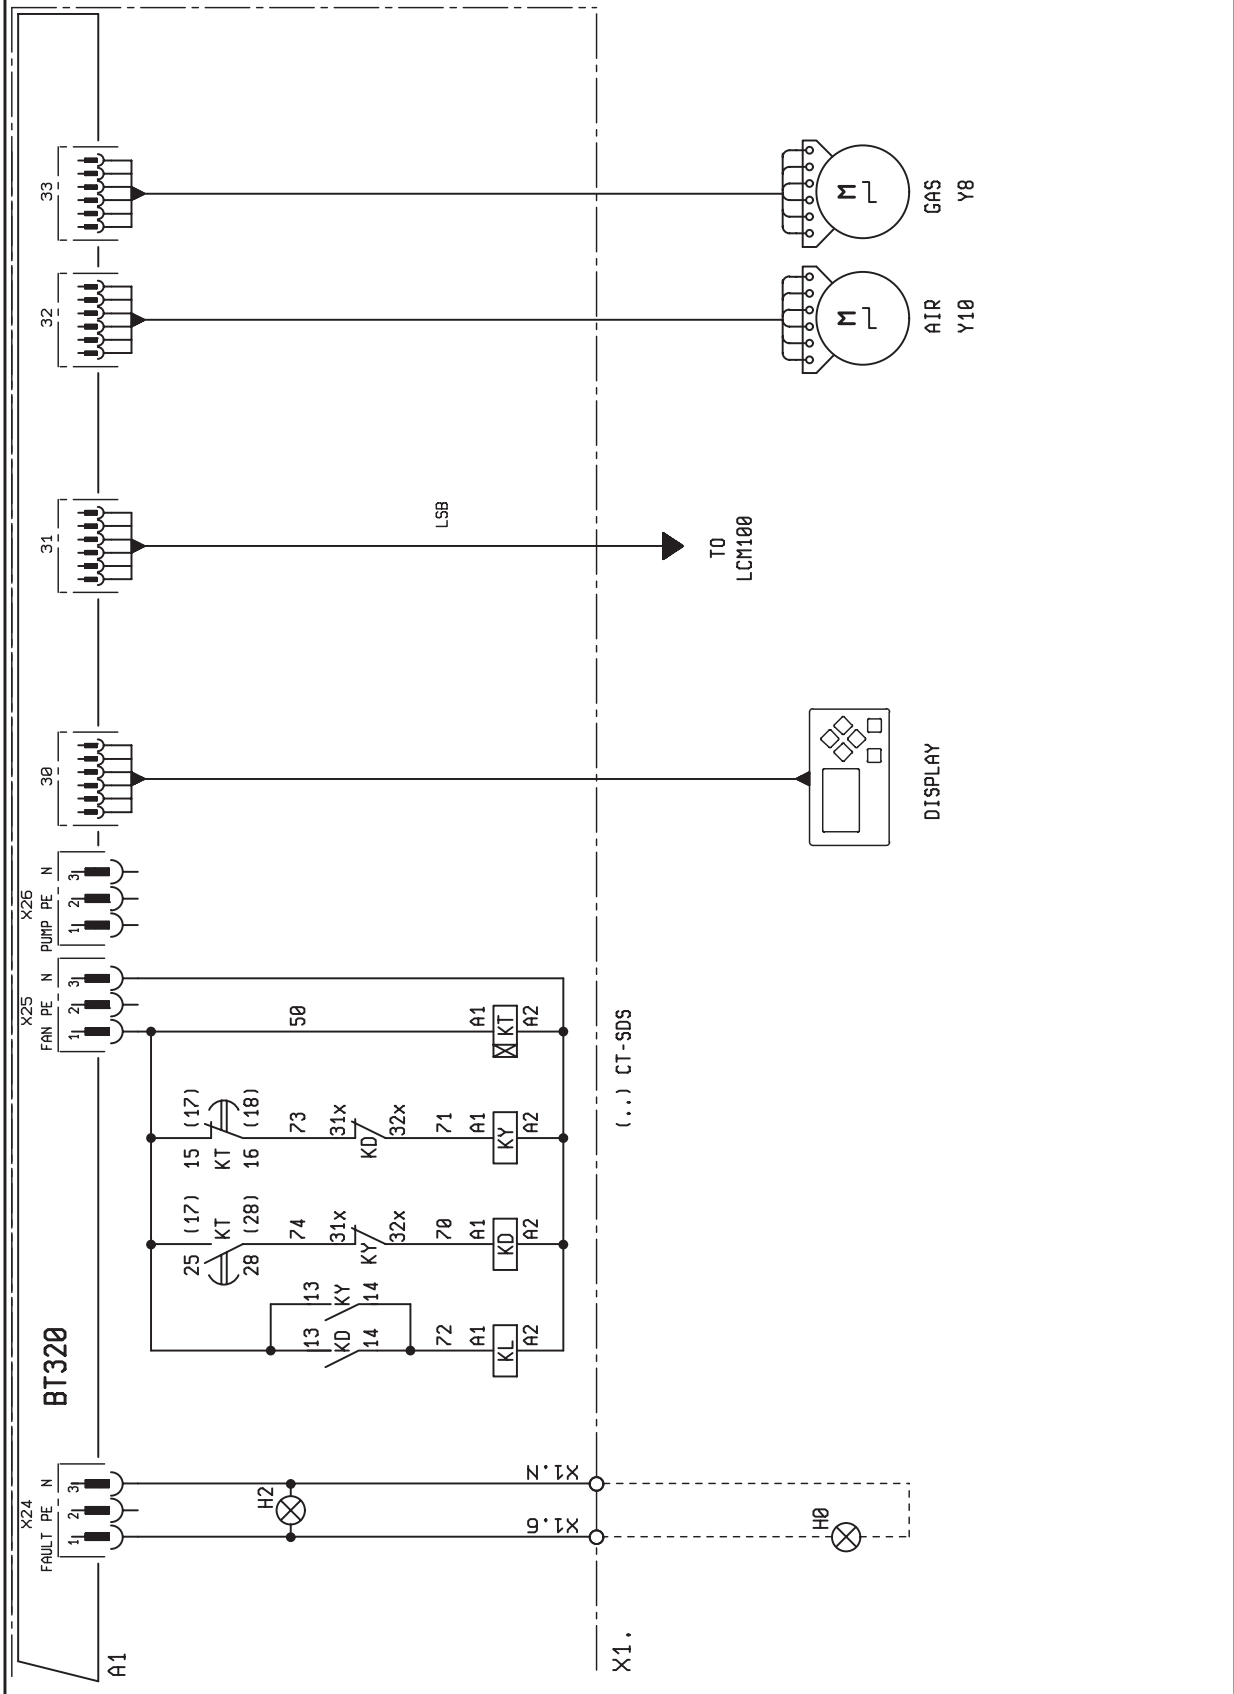 BT320
A1
X24
FAULT PE N
1 2 3
H2
X1.N
X1.6
H0
X1.
X25
FAN PE N
1 2 3
13
KD
14
13
KY
14
72
A1
KL
A2
25 (17)
KT
28 (28)
74
31x
KY
32x
70
A1
KD
A2
15 (17)
KT
16 (18)
73
31x
KD
32x
71
A1
KY
A2
50
A1
KT
A2
(..) CT-SDS
X26
PUMP PE N
1 2 3
30
DISPLAY
31
LSB
TO
LCM100
32
M
AIR
Y10
33
M
GAS
Y8